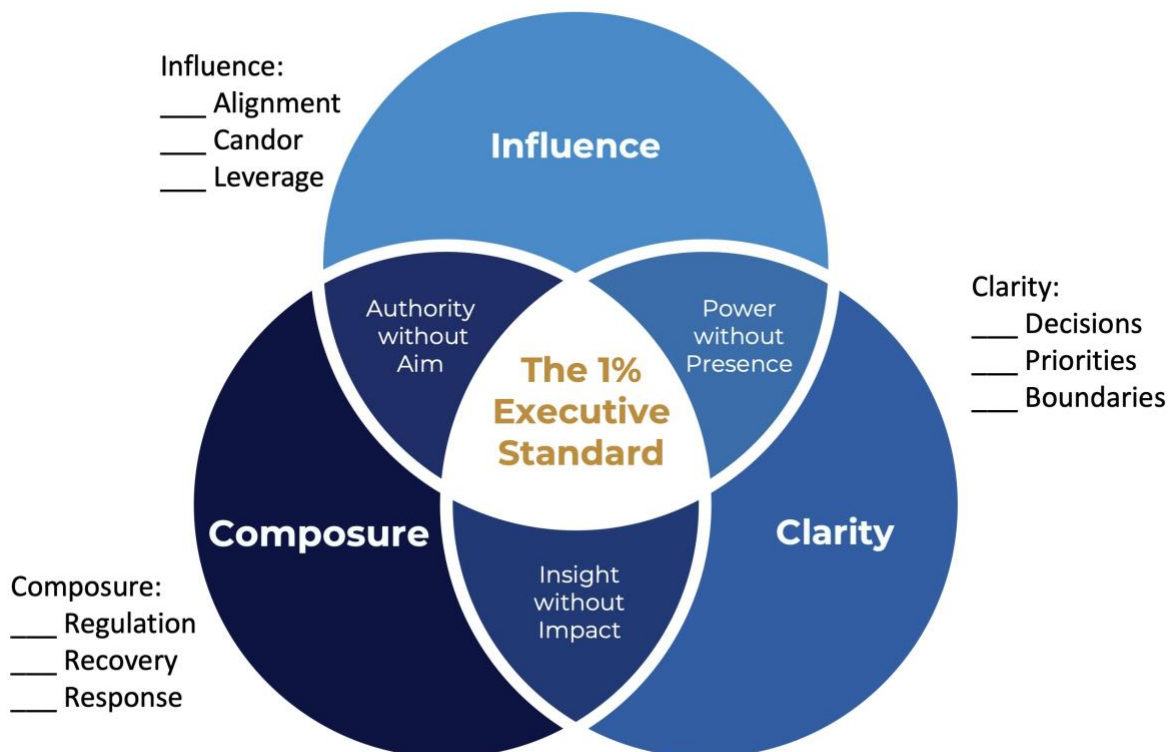 Influence:
___ Alignment
___ Candor
___ Leverage
Influence
Authority
without
Aim
Power
without
Presence
The 1%
Executive
Standard
Clarity:
___ Decisions
___ Priorities
___ Boundaries
Composure
Clarity
Insight
without
Impact
Composure:
___ Regulation
___ Recovery
___ Response